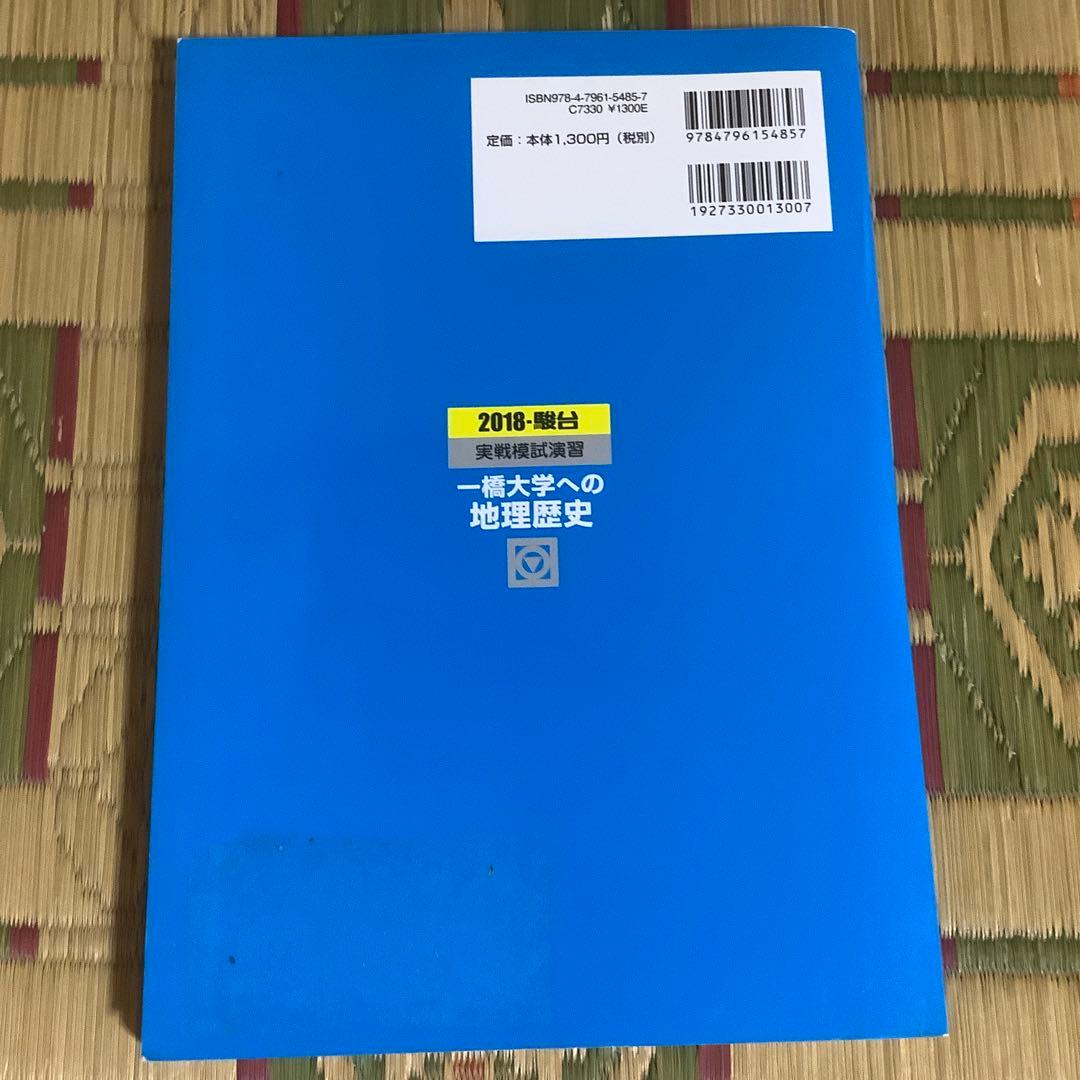 ISBN978-4-7961-5485-7
C7330 ¥1300E
定価：本体1,300円（税別）
9784796154857
1927330013007
2018-駿台
実戦模試演習
一橋大学への
地理歴史